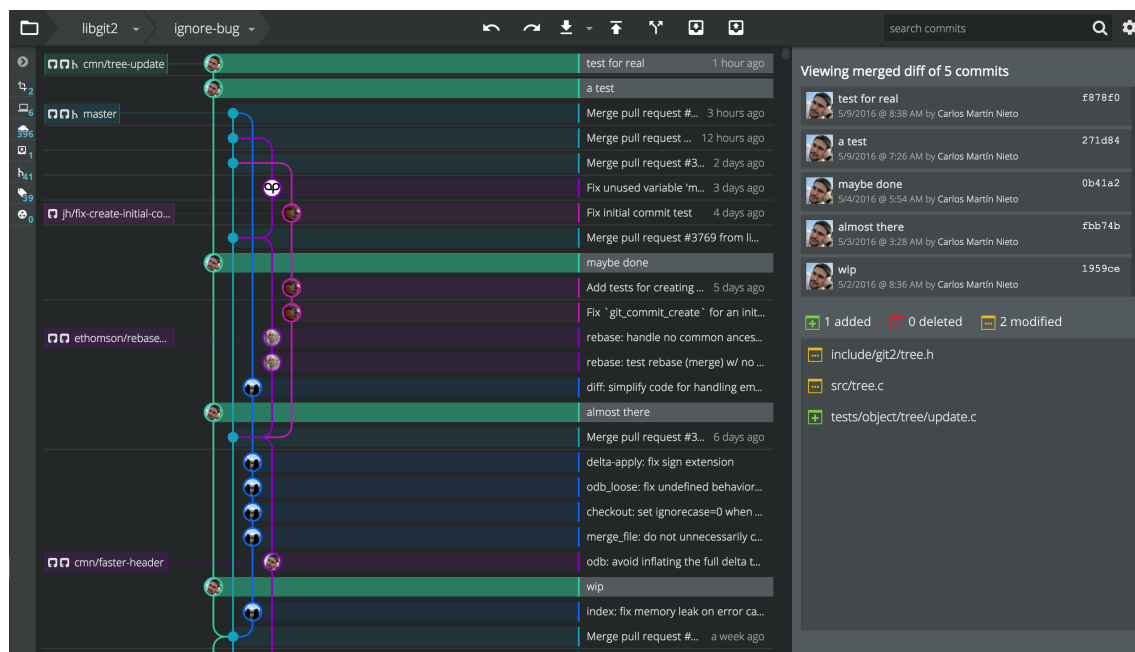 libgit2
ignore-bug
search commits
cmn/tree-update
test for real 1 hour ago
a test
master
Merge pull request #... 3 hours ago
Merge pull request ... 12 hours ago
Merge pull request #3... 2 days ago
Fix unused variable 'm... 3 days ago
jh/fix-create-initial-co...
Fix initial commit test 4 days ago
Merge pull request #3769 from li...
maybe done
Add tests for creating ... 5 days ago
Fix `git_commit_create` for an init...
ethomson/rebase...
rebase: handle no common ances...
rebase: test rebase (merge) w/ no ...
diff: simplify code for handling em...
almost there
Merge pull request #3... 6 days ago
delta-apply: fix sign extension
odb_loose: fix undefined behavior...
checkout: set ignorecase=0 when ...
merge_file: do not unnecessarily c...
cmn/faster-header
odb: avoid inflating the full delta t...
wip
index: fix memory leak on error ca...
Merge pull request #... a week ago
2
6
396
1
41
39
0
Viewing merged diff of 5 commits
test for real f878f0
5/9/2016 @ 8:38 AM by Carlos Martín Nieto
a test 271d84
5/9/2016 @ 7:26 AM by Carlos Martín Nieto
maybe done 0b41a2
5/4/2016 @ 5:54 AM by Carlos Martín Nieto
almost there fbb74b
5/3/2016 @ 3:28 AM by Carlos Martín Nieto
wip 1959ce
5/2/2016 @ 8:36 AM by Carlos Martín Nieto
1 added 0 deleted 2 modified
include/git2/tree.h
src/tree.c
tests/object/tree/update.c